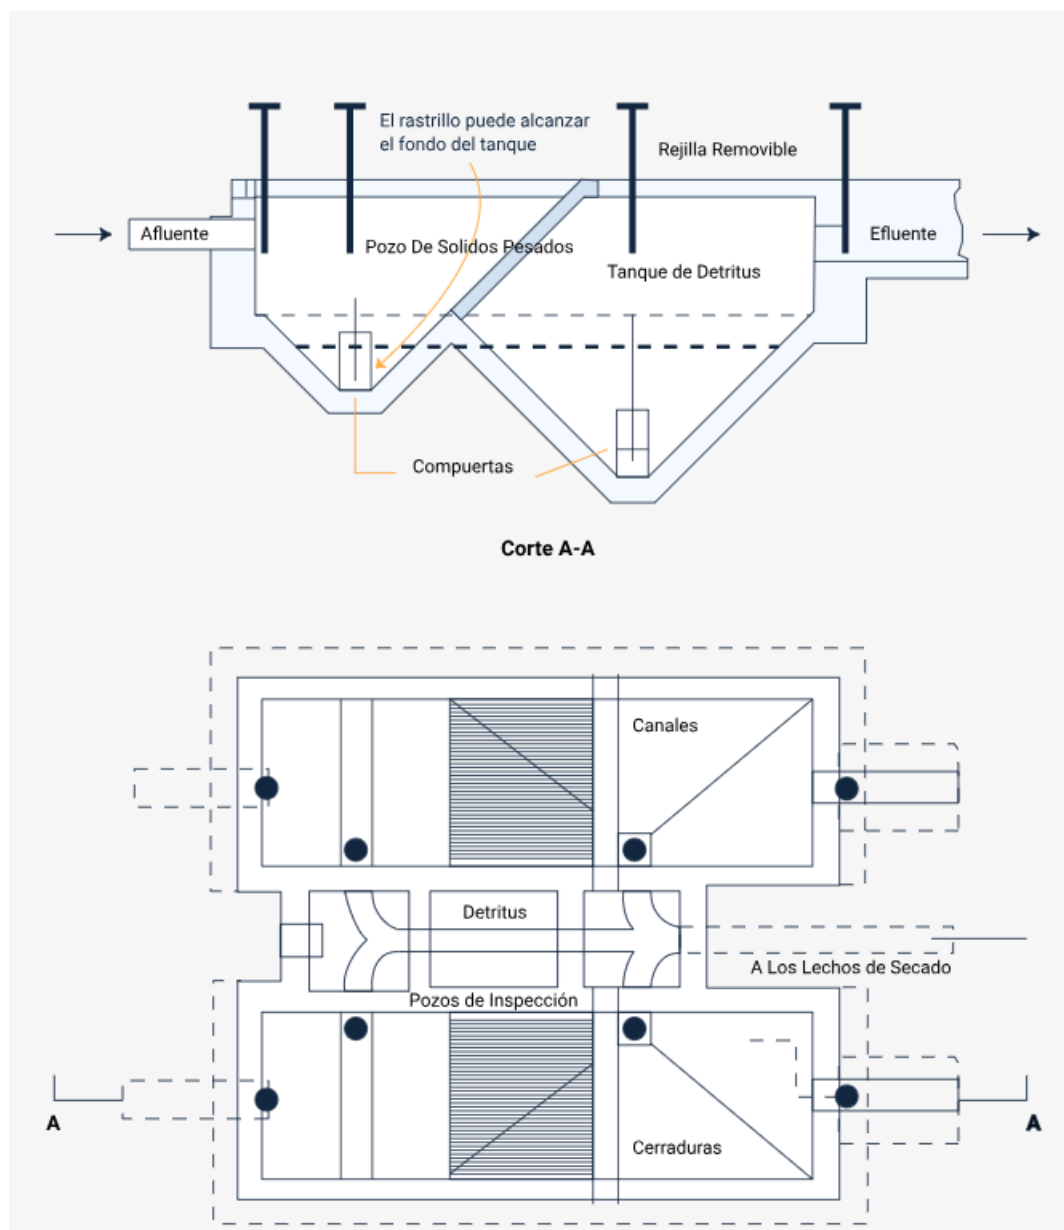 El rastrillo puede alcanzar
el fondo del tanque
Rejilla Removible
Afluente
Pozo De Solidos Pesados
Efluente
Tanque de Detritus
Compuertas
Corte A-A
Canales
Detritus
A Los Lechos de Secado
Pozos de Inspección
A
A
Cerraduras